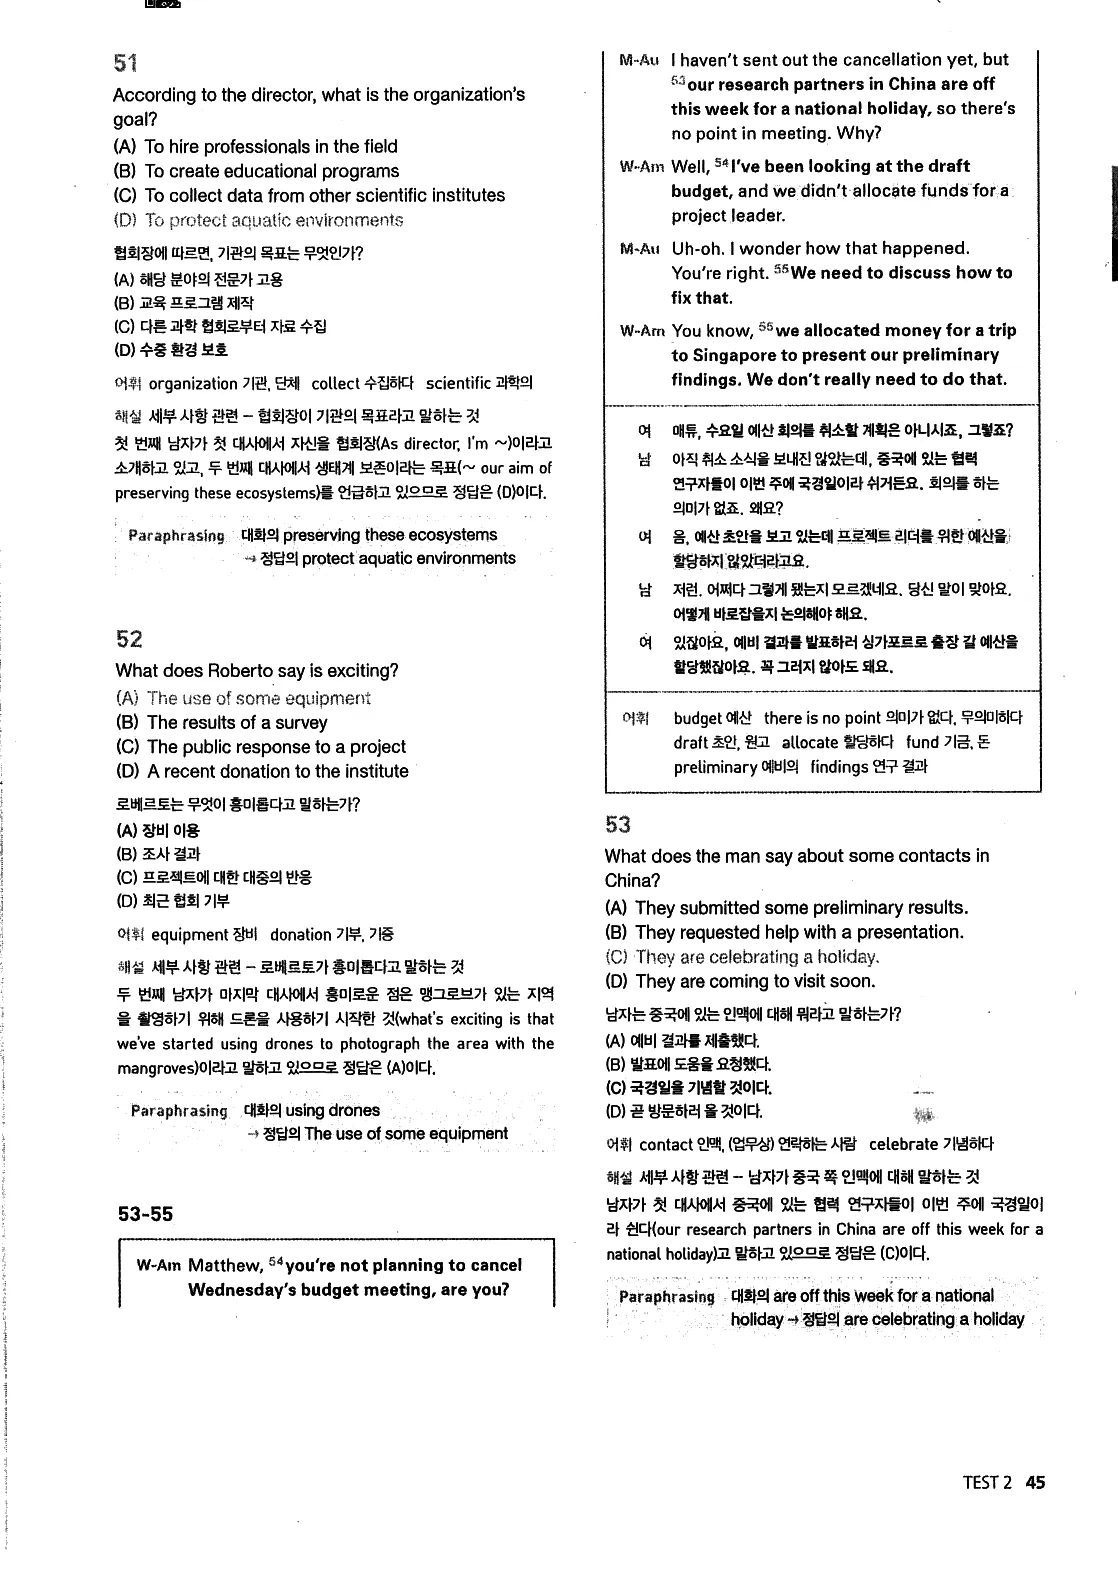 51
According to the director, what is the organization's
goal?
(A) To hire professionals in the field
(B) To create educational programs
(C) To collect data from other scientific institutes
(D) To protect aquatic environments
협회장에 따르면, 기관의 목표는 무엇인가?
(A) 해당 분야의 전문가 고용
(B) 교육 프로그램 제작
(C) 다른 과학 협회로부터 자료 수집
(D) 수중 환경 보호
어휘 organization 기관, 단체 collect 수집하다 scientific 과학의
해설 세부 사항 관련 – 협회장이 기관의 목표라고 말하는 것
첫 번째 남자가 첫 대사에서 자신을 협회장(As director, I'm ~)이라고
소개하고 있고, 두 번째 대사에서 생태계 보존이라는 목표(~ our aim of
preserving these ecosystems)를 언급하고 있으므로 정답은 (D)이다.
Paraphrasing 대화의 preserving these ecosystems
→ 정답의 protect aquatic environments
52
What does Roberto say is exciting?
(A) The use of some equipment
(B) The results of a survey
(C) The public response to a project
(D) A recent donation to the institute
로베르토는 무엇이 흥미롭다고 말하는가?
(A) 장비 이용
(B) 조사 결과
(C) 프로젝트에 대한 대중의 반응
(D) 최근 협회 기부
어휘 equipment 장비 donation 기부, 기증
해설 세부 사항 관련 – 로베르토가 흥미롭다고 말하는 것
두 번째 남자가 마지막 대사에서 흥미로운 점은 맹그로브가 있는 지역
을 촬영하기 위해 드론을 사용하기 시작한 것(what's exciting is that
we've started using drones to photograph the area with the
mangroves)이라고 말하고 있으므로 정답은 (A)이다.
Paraphrasing 대화의 using drones
→ 정답의 The use of some equipment
53-55
W-Am Matthew, 54you're not planning to cancel
Wednesday's budget meeting, are you?
M-Au I haven't sent out the cancellation yet, but
53our research partners in China are off
this week for a national holiday, so there's
no point in meeting. Why?
W-Am Well, 54I've been looking at the draft
budget, and we didn't allocate funds for a
project leader.
M-Au Uh-oh. I wonder how that happened.
You're right. 55We need to discuss how to
fix that.
W-Am You know, 55we allocated money for a trip
to Singapore to present our preliminary
findings. We don't really need to do that.
여 매튜, 수요일 예산 회의를 취소할 계획은 아니시죠, 그렇죠?
남 아직 취소 소식을 보내진 않았는데, 중국에 있는 협력
연구자들이 이번 주에 국경일이라 쉬거든요. 회의를 하는
의미가 없죠. 왜요?
여 음, 예산 초안을 보고 있는데 프로젝트 리더를 위한 예산을
할당하지 않았더라고요.
남 저런. 어쩌다 그렇게 됐는지 모르겠네요. 당신 말이 맞아요.
어떻게 바로잡을지 논의해야 해요.
여 있잖아요, 예비 결과를 발표하러 싱가포르로 출장 갈 예산을
할당했잖아요. 꼭 그러지 않아도 돼요.
어휘 budget 예산 there is no point 의미가 없다, 무의미하다
draft 초안, 원고 allocate 할당하다 fund 기금, 돈
preliminary 예비의 findings 연구 결과
53
What does the man say about some contacts in
China?
(A) They submitted some preliminary results.
(B) They requested help with a presentation.
(C) They are celebrating a holiday.
(D) They are coming to visit soon.
남자는 중국에 있는 인맥에 대해 뭐라고 말하는가?
(A) 예비 결과를 제출했다.
(B) 발표에 도움을 요청했다.
(C) 국경일을 기념할 것이다.
(D) 곧 방문하러 올 것이다.
어휘 contact 인맥, (업무상) 연락하는 사람 celebrate 기념하다
해설 세부 사항 관련 – 남자가 중국 쪽 인맥에 대해 말하는 것
남자가 첫 대사에서 중국에 있는 협력 연구자들이 이번 주에 국경일이
라 쉰다(our research partners in China are off this week for a
national holiday)고 말하고 있으므로 정답은 (C)이다.
Paraphrasing 대화의 are off this week for a national
holiday → 정답의 are celebrating a holiday
TEST 2 45